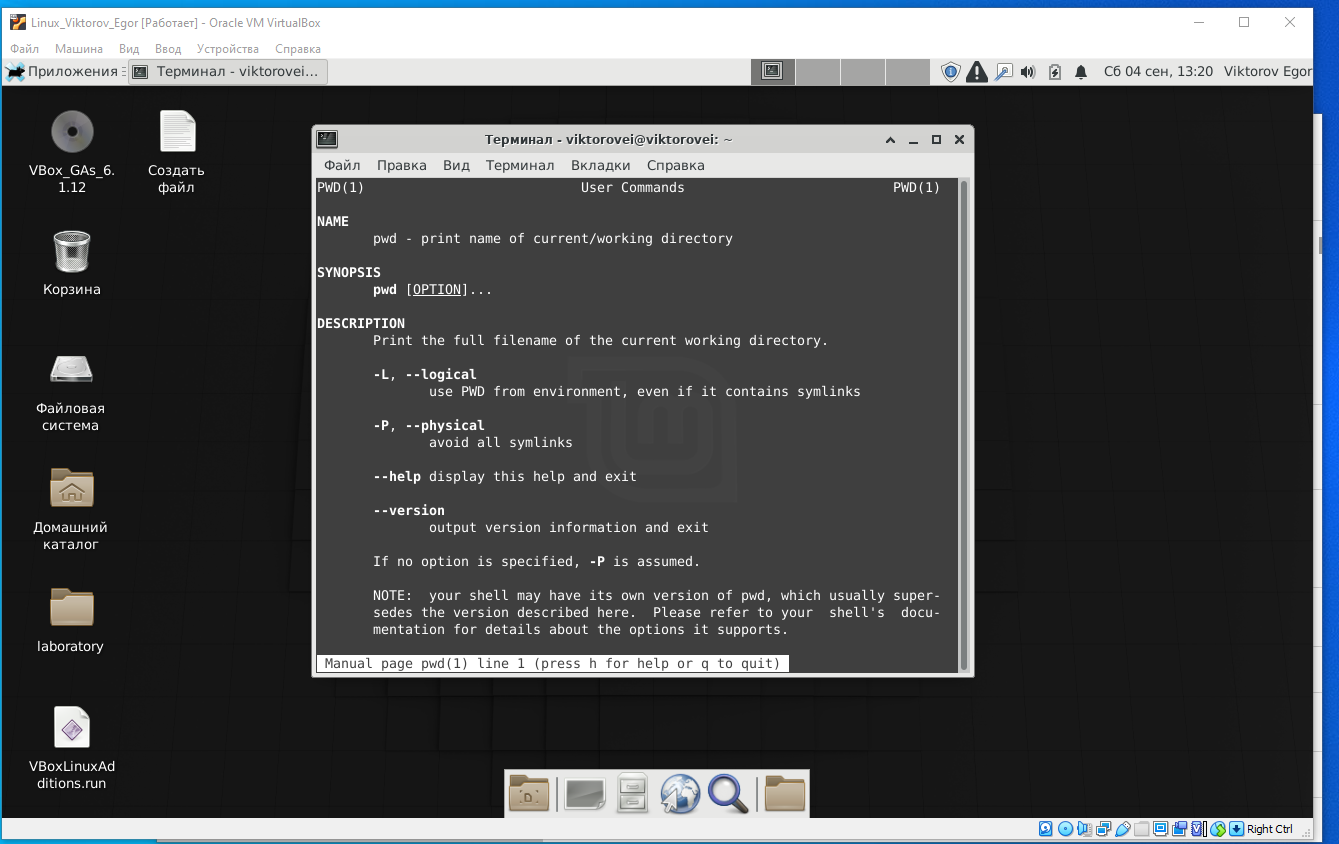 Linux_Viktorov_Egor [Работает] - Oracle VM VirtualBox
Файл Машина Вид Ввод Устройства Справка
Приложения Терминал - viktorovei... Сб 04 сен, 13:20 Viktorov Egor
VBox_GAs_6.
1.12
Создать
файл
Корзина
Файловая
система
Домашний
каталог
laboratory
VBoxLinuxAd
ditions.run
Терминал - viktorovei@viktorovei: ~
Файл Правка Вид Терминал Вкладки Справка
PWD(1) User Commands PWD(1)
NAME
pwd - print name of current/working directory
SYNOPSIS
pwd [OPTION]...
DESCRIPTION
Print the full filename of the current working directory.
-L, --logical
use PWD from environment, even if it contains symlinks
-P, --physical
avoid all symlinks
--help display this help and exit
--version
output version information and exit
If no option is specified, -P is assumed.
NOTE: your shell may have its own version of pwd, which usually super-
sedes the version described here. Please refer to your shell's docu-
mentation for details about the options it supports.
Manual page pwd(1) line 1 (press h for help or q to quit)
Right Ctrl